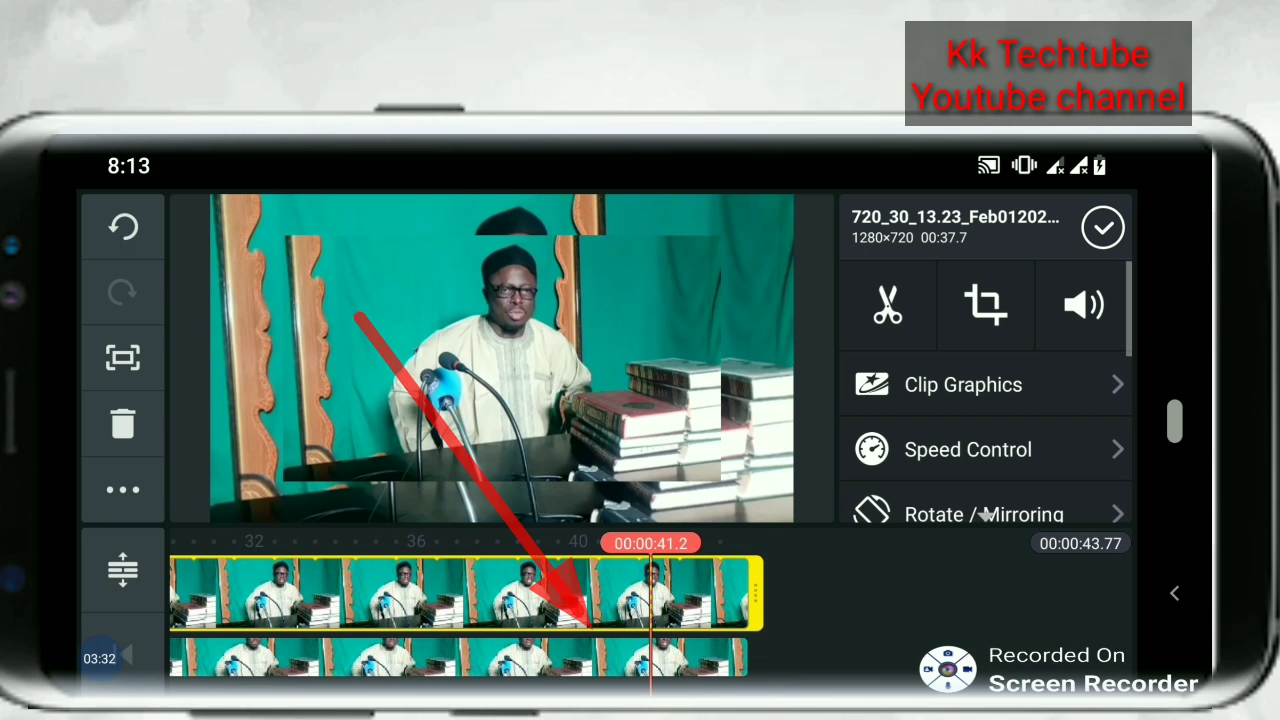 Kk Techtube
Youtube channel
8:13
720_30_13.23_Feb01202...
1280×720 00:37.7
Clip Graphics
Speed Control
Rotate / Mirroring
32
36
40
00:00:41.2
00:00:43.77
03:32
Recorded On
Screen Recorder